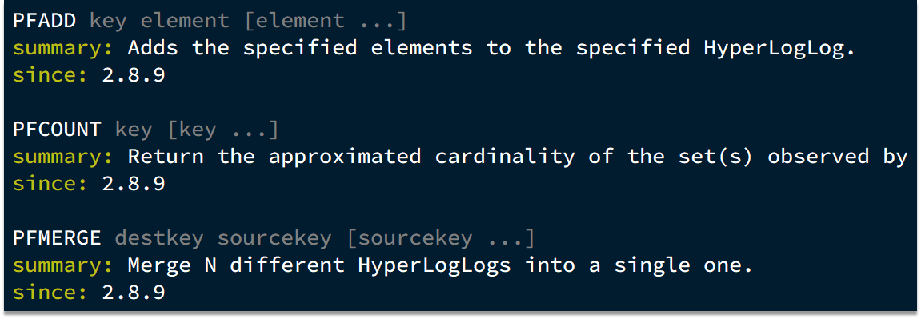 PFADD key element [element ...]
summary: Adds the specified elements to the specified HyperLogLog.
since: 2.8.9
PFCOUNT key [key ...]
summary: Return the approximated cardinality of the set(s) observed by
since: 2.8.9
PFMERGE destkey sourcekey [sourcekey ...]
summary: Merge N different HyperLogLogs into a single one.
since: 2.8.9